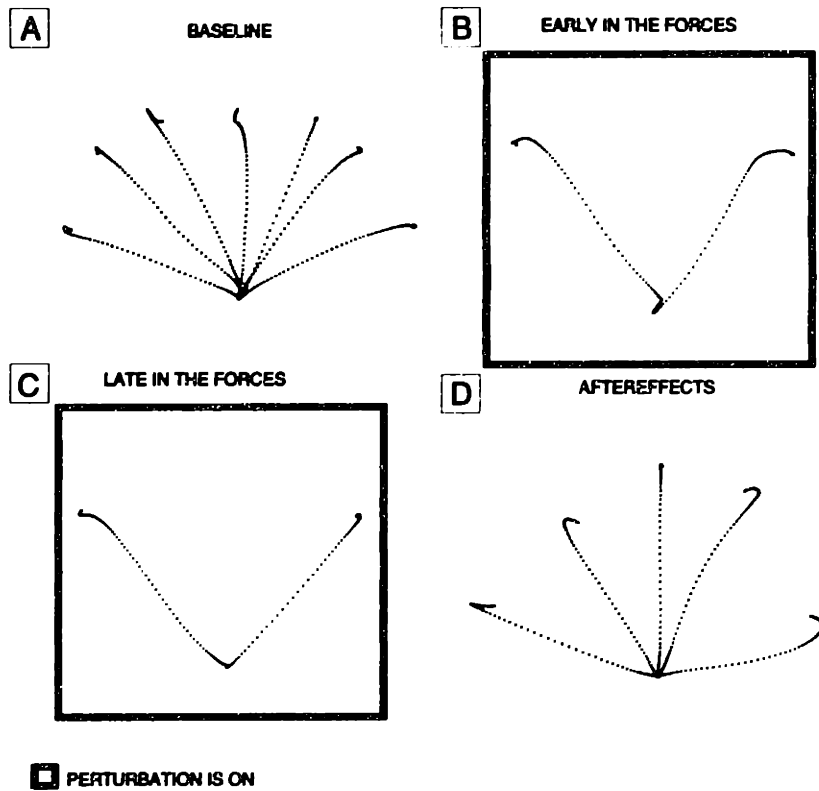 A
BASELINE
B
EARLY IN THE FORCES
C
LATE IN THE FORCES
D
AFTEREFFECTS
PERTURBATION IS ON